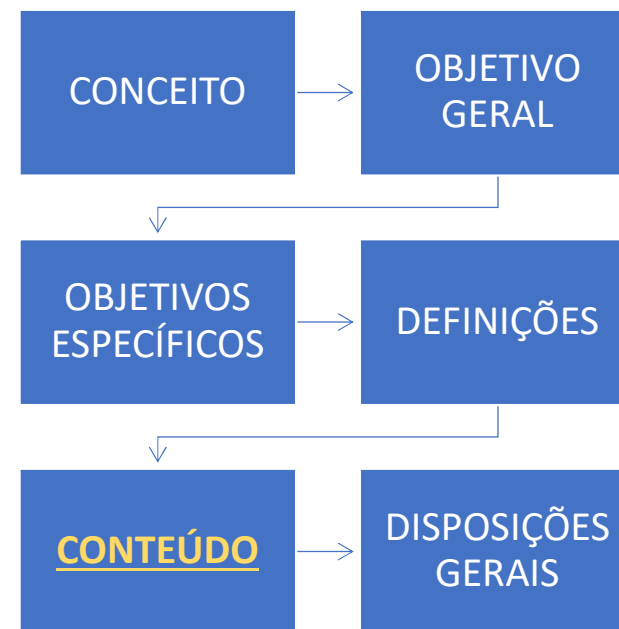 CONCEITO
OBJETIVO
GERAL
OBJETIVOS
ESPECÍFICOS
DEFINIÇÕES
CONTEÚDO
DISPOSIÇÕES
GERAIS